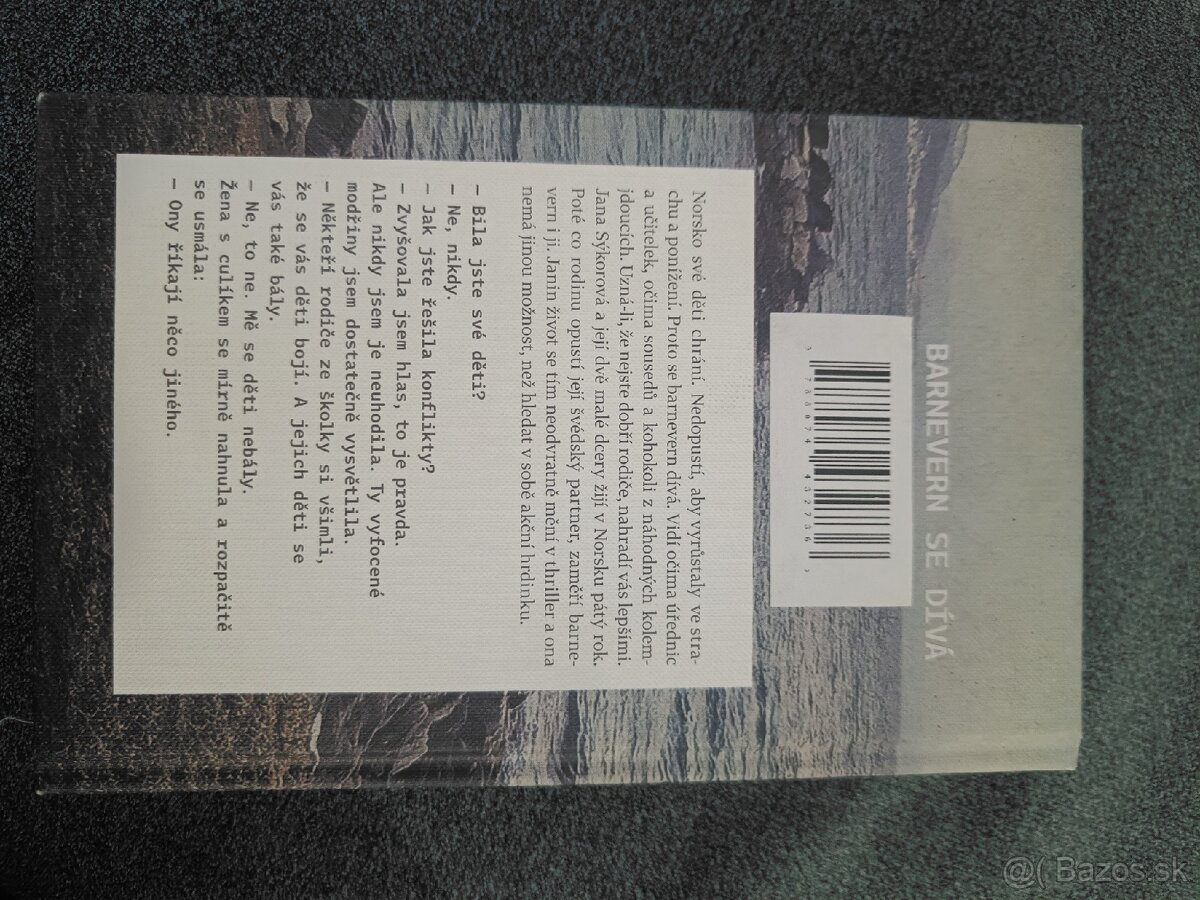 BARNEVERN SE DÍVÁ
Norsko své děti chrání. Nedopustí, aby vyrůstaly ve stra-
chu a ponížení. Proto se barnevern dívá. Vidí očima úřednic
a učitelek, očima sousedů a kohokoli z náhodných kolem-
jdoucích. Uzná-li, že nejste dobří rodiče, nahradí vás lepšími.
Jana Sýkorová a její dvě malé dcery žijí v Norsku pátý rok.
Poté co rodinu opustí její švédský partner, zaměří barne-
vern i ji. Janin život se tím neodvratně mění v thriller a ona
nemá jinou možnost, než hledat v sobě akční hrdinku.
– Bila jste své děti?
– Ne, nikdy.
– Jak jste řešila konflikty?
– Zvyšovala jsem hlas, to je pravda.
Ale nikdy jsem je neuhodila. Ty vyfocené
modřiny jsem dostatečně vysvětlila.
– Někteří rodiče ze školky si všimli,
že se vás děti bojí. A jejich děti se
vás také bály.
– Ne, to ne. Mě se děti nebály.
Žena s culíkem se mírně nahnula a rozpačitě
se usmála:
– Ony říkají něco jiného.
@( Bazos.sk